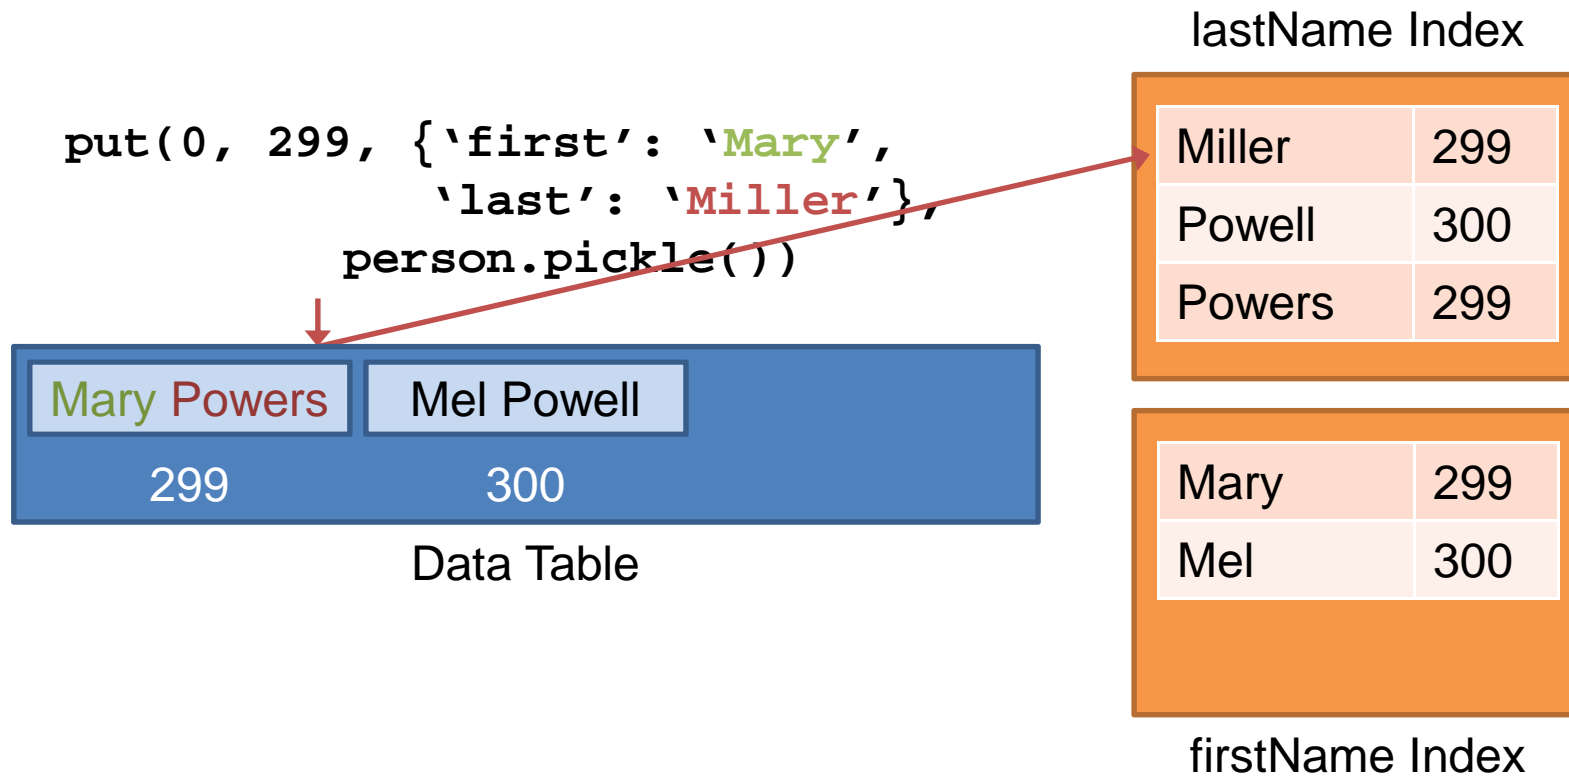 lastName Index
put(0, 299, {‘first’: ‘Mary’,
‘last’: ‘Miller’},
person.pickle())
Miller 299
Powell 300
Powers 299
Mary Powers Mel Powell
299 300
Data Table
Mary 299
Mel 300
firstName Index